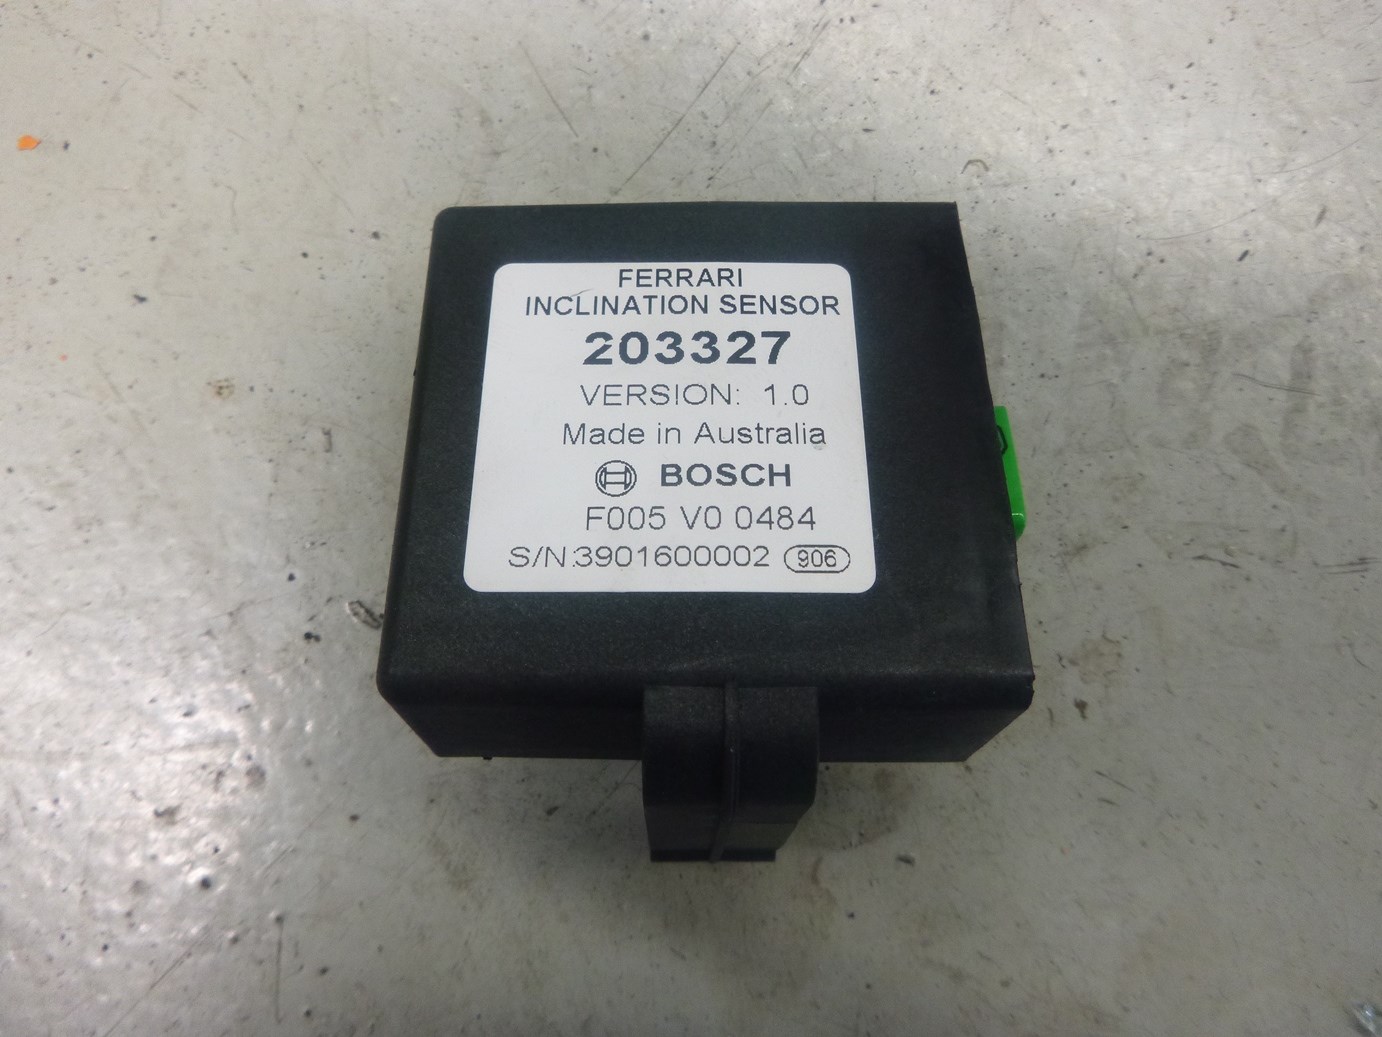 FERRARI
INCLINATION SENSOR
203327
VERSION: 1.0
Made in Australia
BOSCH
F005 V0 0484
S/N:3901600002 906